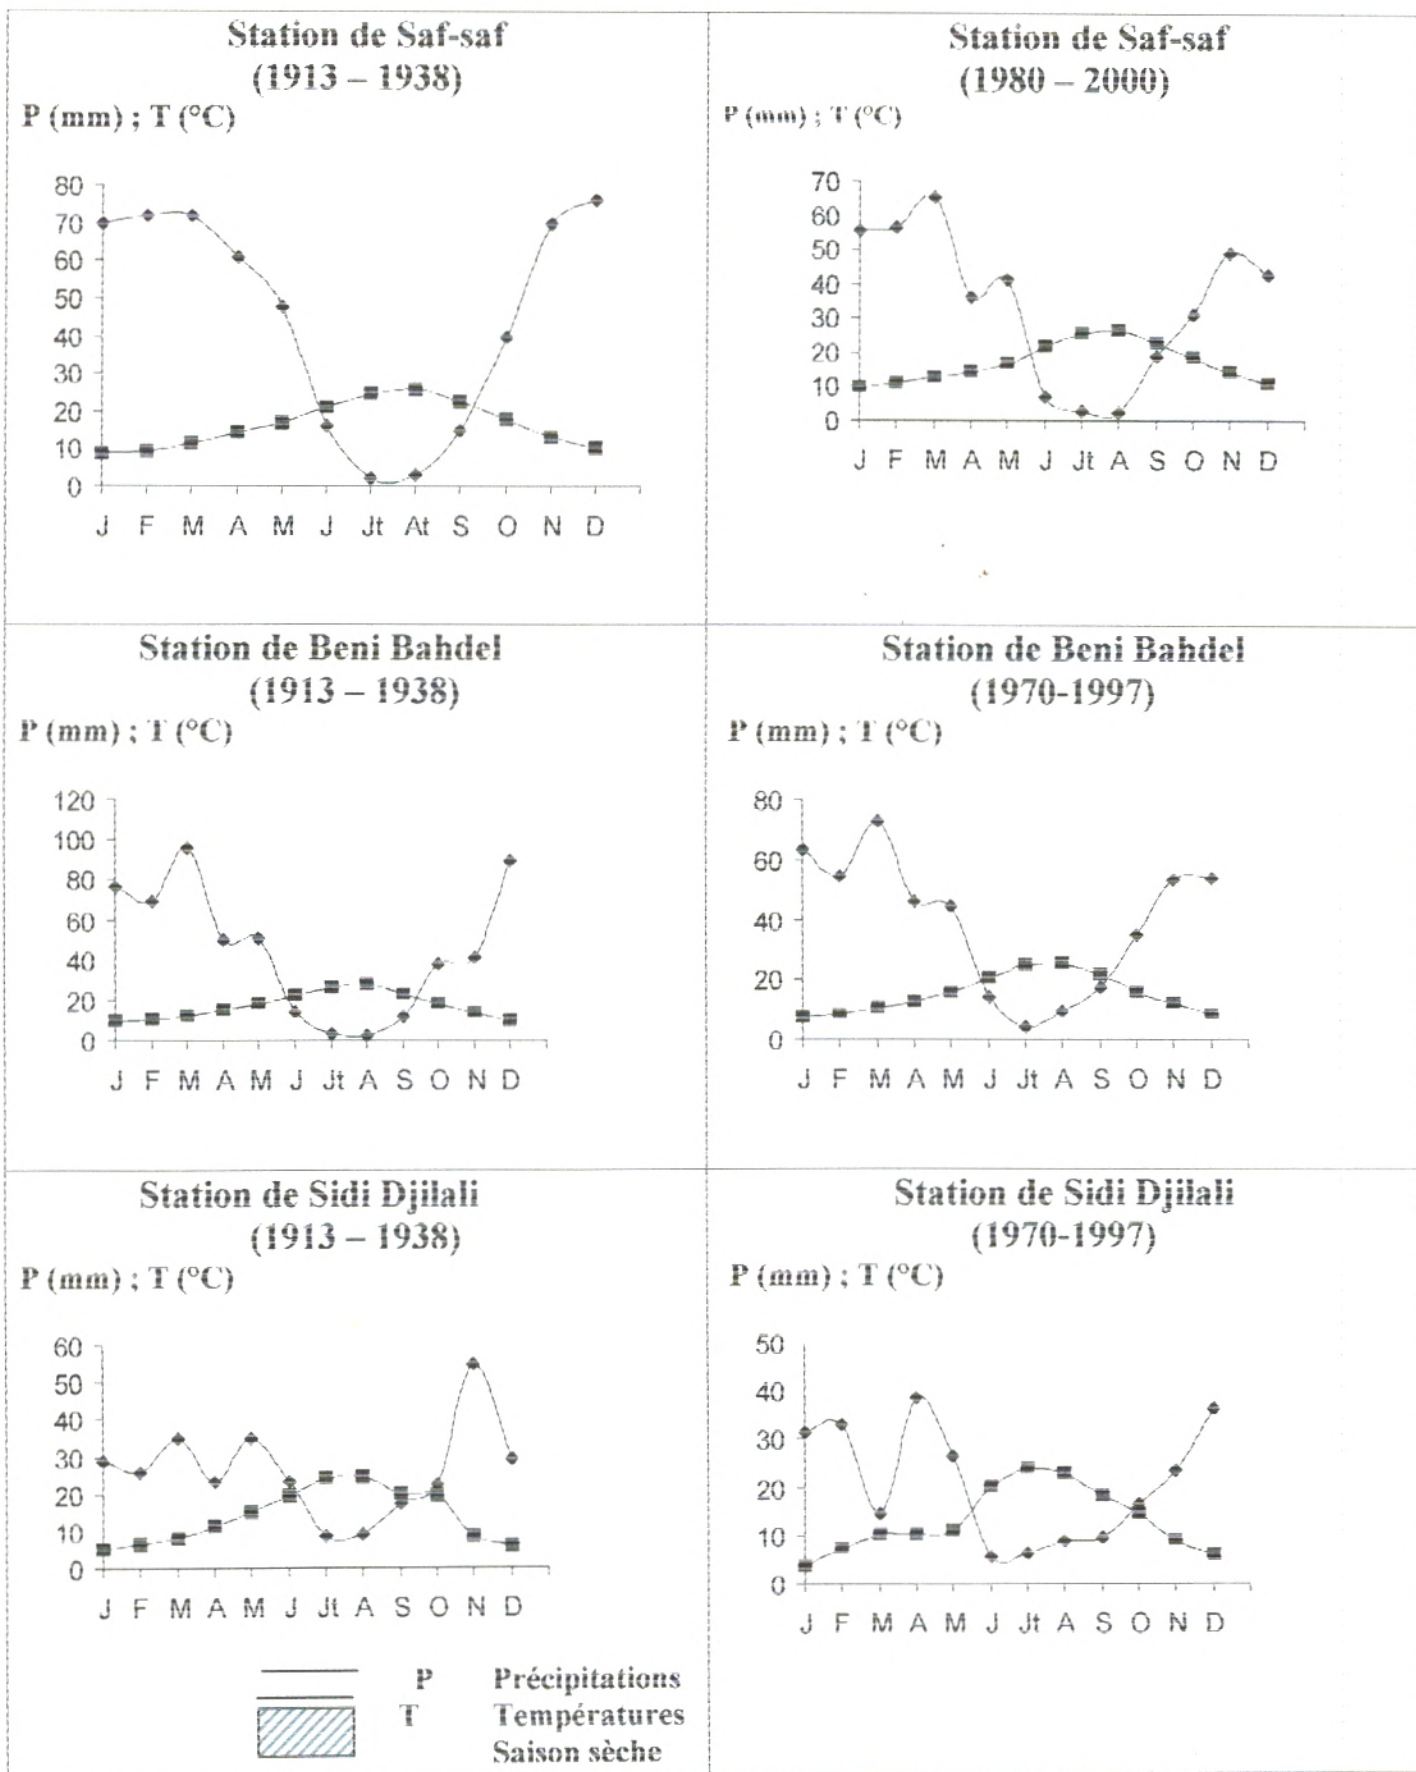 Station de Saf-saf
(1913 – 1938)
P (mm) ; T (°C)
80
70
60
50
40
30
20
10
0
J F M A M J Jt At S O N D
Station de Saf-saf
(1980 – 2000)
P (mm) ; T (°C)
70
60
50
40
30
20
10
0
J F M A M J Jt A S O N D
Station de Beni Bahdel
(1913 – 1938)
P (mm) ; T (°C)
120
100
80
60
40
20
0
J F M A M J Jt A S O N D
Station de Beni Bahdel
(1970-1997)
P (mm) ; T (°C)
80
60
40
20
0
J F M A M J Jt A S O N D
Station de Sidi Djilali
(1913 – 1938)
P (mm) ; T (°C)
60
50
40
30
20
10
0
J F M A M J Jt A S O N D
Station de Sidi Djilali
(1970-1997)
P (mm) ; T (°C)
50
40
30
20
10
0
J F M A M J Jt A S O N D
P Précipitations
T Températures
Saison sèche